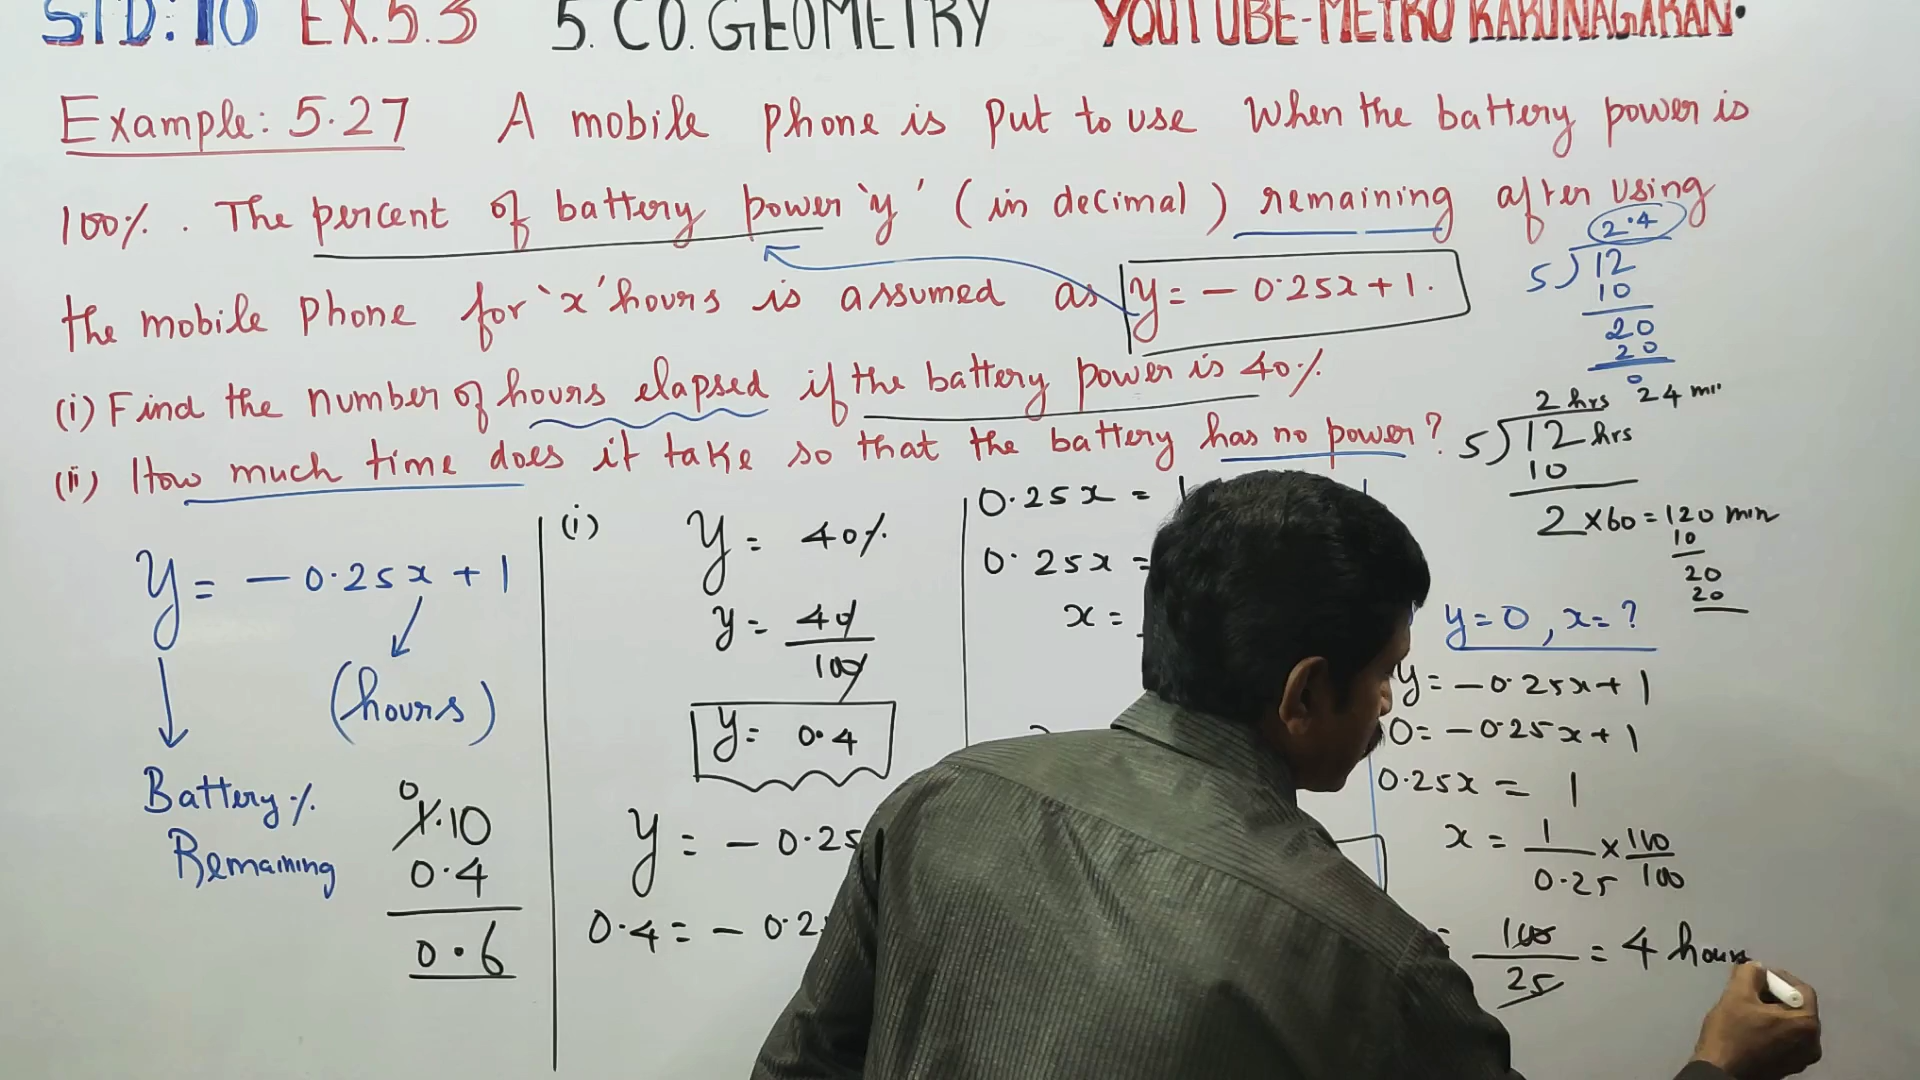 STD: 10 EX.5.3 5. CO. GEOMETRY YOUTUBE-METRO KARUNAGARAN.
Example: 5.27 A mobile phone is put to use when the battery power is
100%. The percent of battery power 'y' (in decimal) remaining after using
the mobile phone for 'x' hours is assumed as y = - 0.25x + 1.
(i) Find the number of hours elapsed if the battery power is 40%
(ii) How much time does it take so that the battery has no power?
2.4
5 ) 12
10
20
20
0
2 hrs 24 min
5 ) 12 hrs
10
2 × 60 = 120 min
10
20
20
y = - 0.25x + 1
(hours)
Battery %
Remaining
0
1.10
0.4
0.6
(i) y = 40%
y = 40/100
y = 0.4
y = - 0.25
0.4 = - 0.2
0.25x =
0.25x =
x =
y = 0, x = ?
y = - 0.25x + 1
0 = - 0.25x + 1
0.25x = 1
x = 1/0.25 × 100/100
= 100/25 = 4 hours